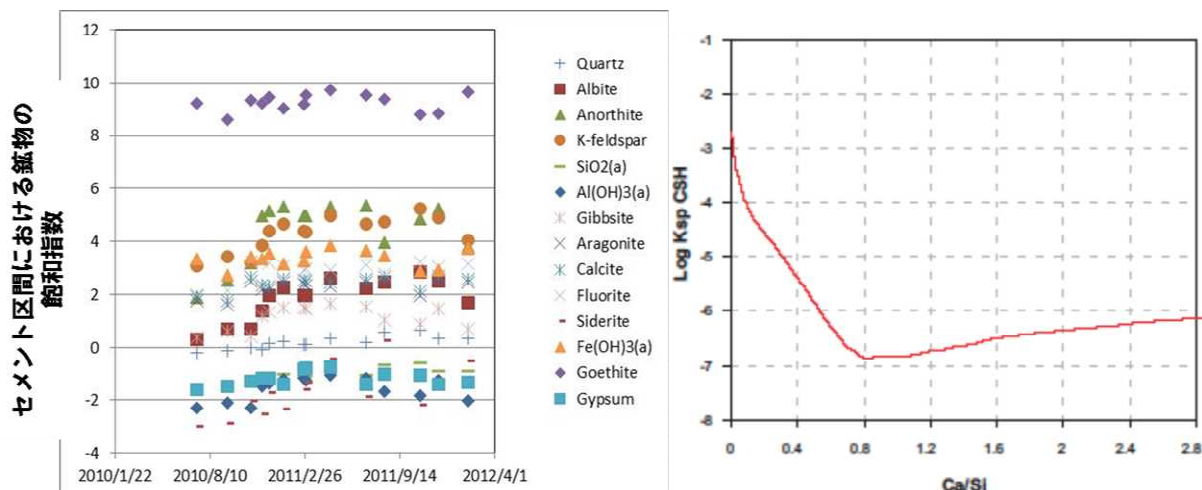 セメント区間における鉱物の
飽和指数
12
10
8
6
4
2
0
-2
-4
2010/1/22 2010/8/10 2011/2/26 2011/9/14 2012/4/1
Quartz
Albite
Anorthite
K-feldspar
SiO2(a)
Al(OH)3(a)
Gibbsite
Aragonite
Calcite
Fluorite
Siderite
Fe(OH)3(a)
Goethite
Gypsum
Log Ksp CSH
-1
-2
-3
-4
-5
-6
-7
-8
0 0.4 0.8 1.2 1.6 2 2.4 2.8
Ca/Si